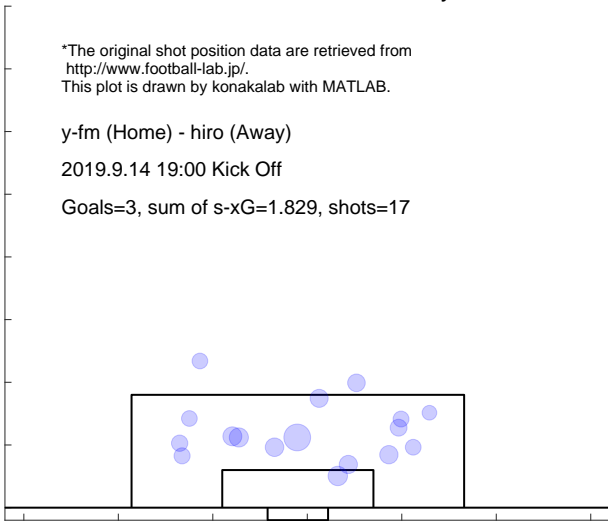 *The original shot position data are retrieved from
http://www.football-lab.jp/.
This plot is drawn by konakalab with MATLAB.
y-fm (Home) - hiro (Away)
2019.9.14 19:00 Kick Off
Goals=3, sum of s-xG=1.829, shots=17